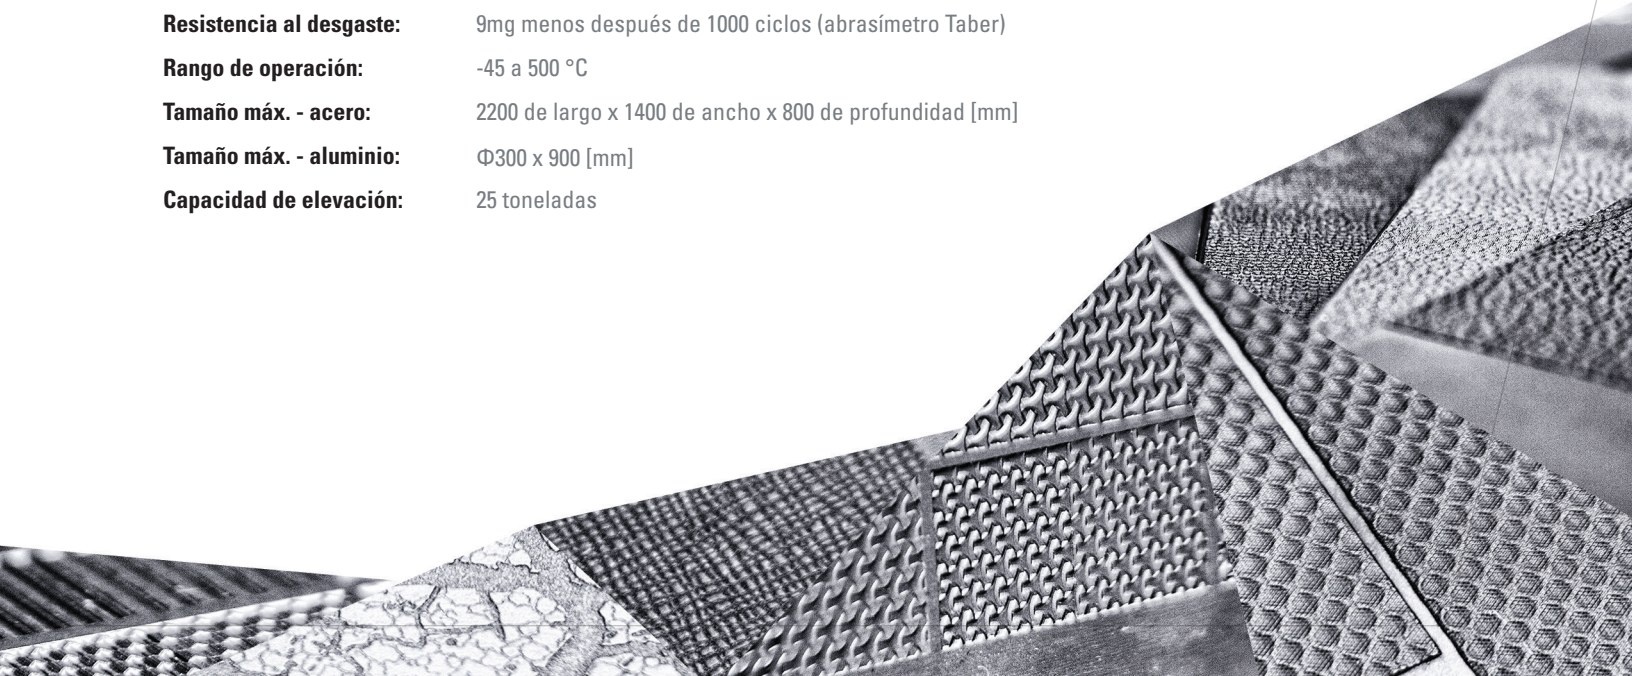 Resistencia al desgaste: 9mg menos después de 1000 ciclos (abrasímetro Taber)
Rango de operación: -45 a 500 °C
Tamaño máx. - acero: 2200 de largo x 1400 de ancho x 800 de profundidad [mm]
Tamaño máx. - aluminio: Φ300 x 900 [mm]
Capacidad de elevación: 25 toneladas